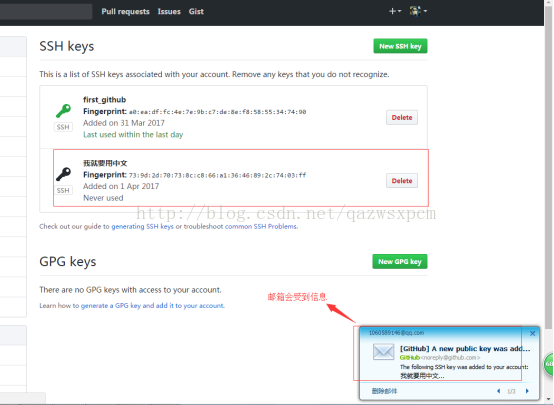 Pull requests Issues Gist
SSH keys
New SSH key
This is a list of SSH keys associated with your account. Remove any keys that you do not recognize.
first_github
Fingerprint: a0:ea:df:fc:4e:7e:9b:c7:de:8e:f8:58:55:34:74:90
SSH
Added on 31 Mar 2017
Last used within the last day
Delete
我就要用中文
Fingerprint: 73:9d:2d:70:73:8c:c8:66:a1:36:46:89:2c:74:03:ff
SSH
Added on 1 Apr 2017
Never used
Delete
http://blog.csdn.net/qazwsxpcm
Check out our guide to generating SSH keys or troubleshoot common SSH Problems.
GPG keys
New GPG key
There are no GPG keys with access to your account.
Learn how to generate a GPG key and add it to your account.
邮箱会受到信息
1060589146@qq.com
[GitHub] A new public key was add...
GitHub<noreply@github.com>
The following SSH key was added to your account:
我就要用中文...
删除邮件
1/3